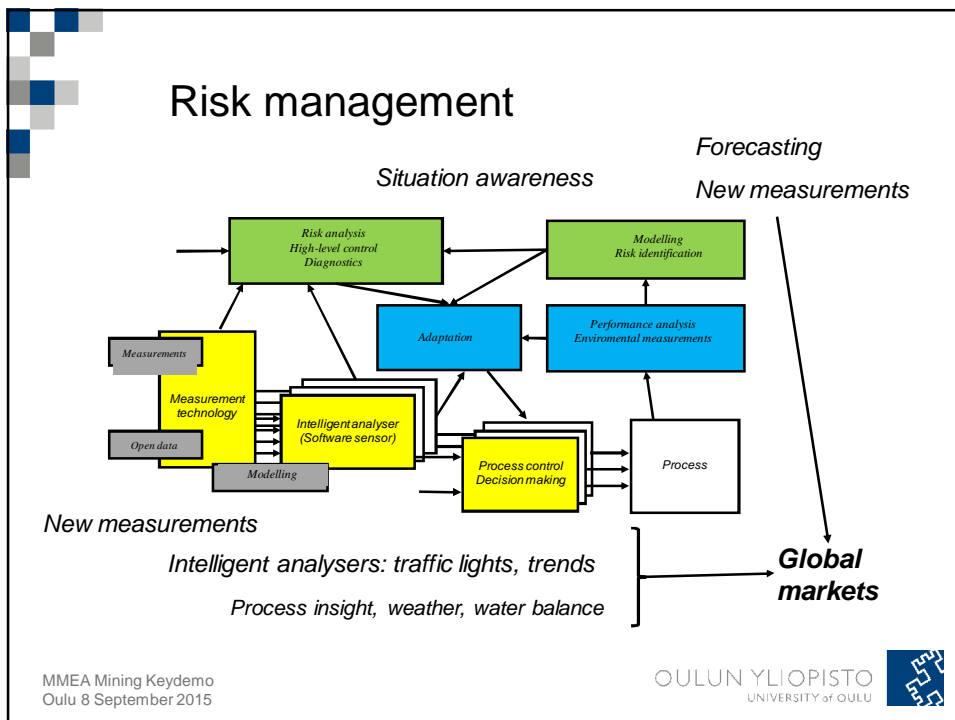 Risk management
Forecasting
Situation awareness
New measurements
Risk analysis
High-level control
Diagnostics
Modelling
Risk identification
Adaptation
Performance analysis
Enviromental measurements
Measurements
Measurement
technology
Intelligent analyser
(Software sensor)
Open data
Modelling
Process control
Decision making
Process
New measurements
Intelligent analysers: traffic lights, trends
Process insight, weather, water balance
Global
markets
MMEA Mining Keydemo
Oulu 8 September 2015
OULUN YLIOPISTO
UNIVERSITY of OULU